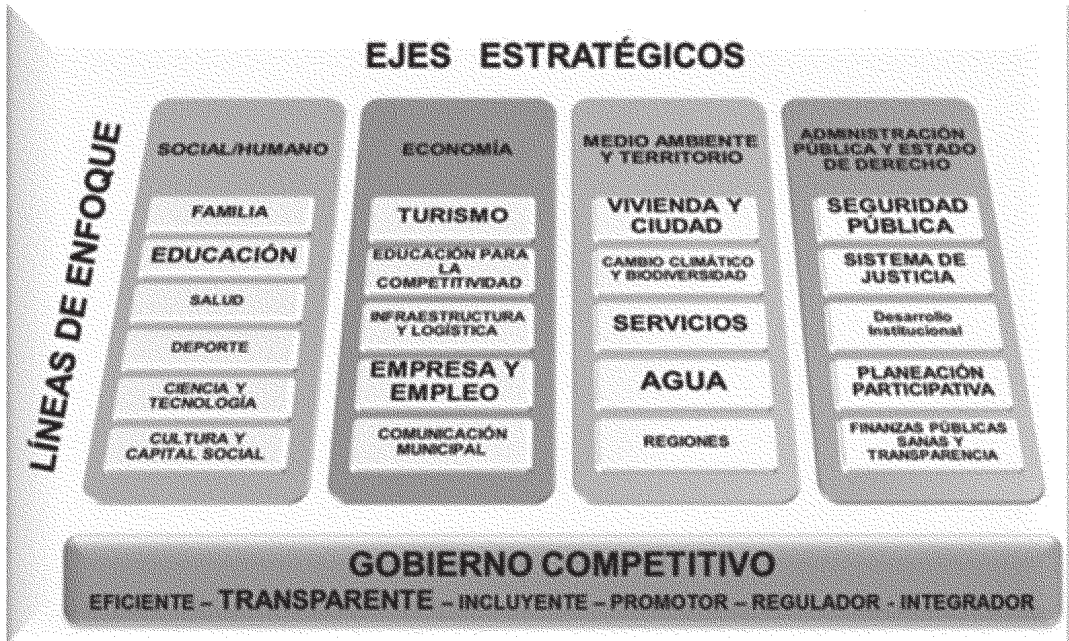 EJES ESTRATÉGICOS
LÍNEAS DE ENFOQUE
SOCIAL/HUMANO
FAMILIA
EDUCACIÓN
SALUD
DEPORTE
CIENCIA Y
TECNOLOGÍA
CULTURA Y
CAPITAL SOCIAL
ECONOMÍA
TURISMO
EDUCACIÓN PARA
LA
COMPETITIVIDAD
INFRAESTRUCTURA
Y LOGÍSTICA
EMPRESA Y
EMPLEO
COMUNICACIÓN
MUNICIPAL
MEDIO AMBIENTE
Y TERRITORIO
VIVIENDA Y
CIUDAD
CAMBIO CLIMÁTICO
Y BIODIVERSIDAD
SERVICIOS
AGUA
REGIONES
ADMINISTRACIÓN
PÚBLICA Y ESTADO
DE DERECHO
SEGURIDAD
PÚBLICA
SISTEMA DE
JUSTICIA
Desarrollo
Institucional
PLANEACIÓN
PARTICIPATIVA
FINANZAS PÚBLICAS
SANAS Y
TRANSPARENCIA
GOBIERNO COMPETITIVO
EFICIENTE – TRANSPARENTE – INCLUYENTE – PROMOTOR – REGULADOR - INTEGRADOR